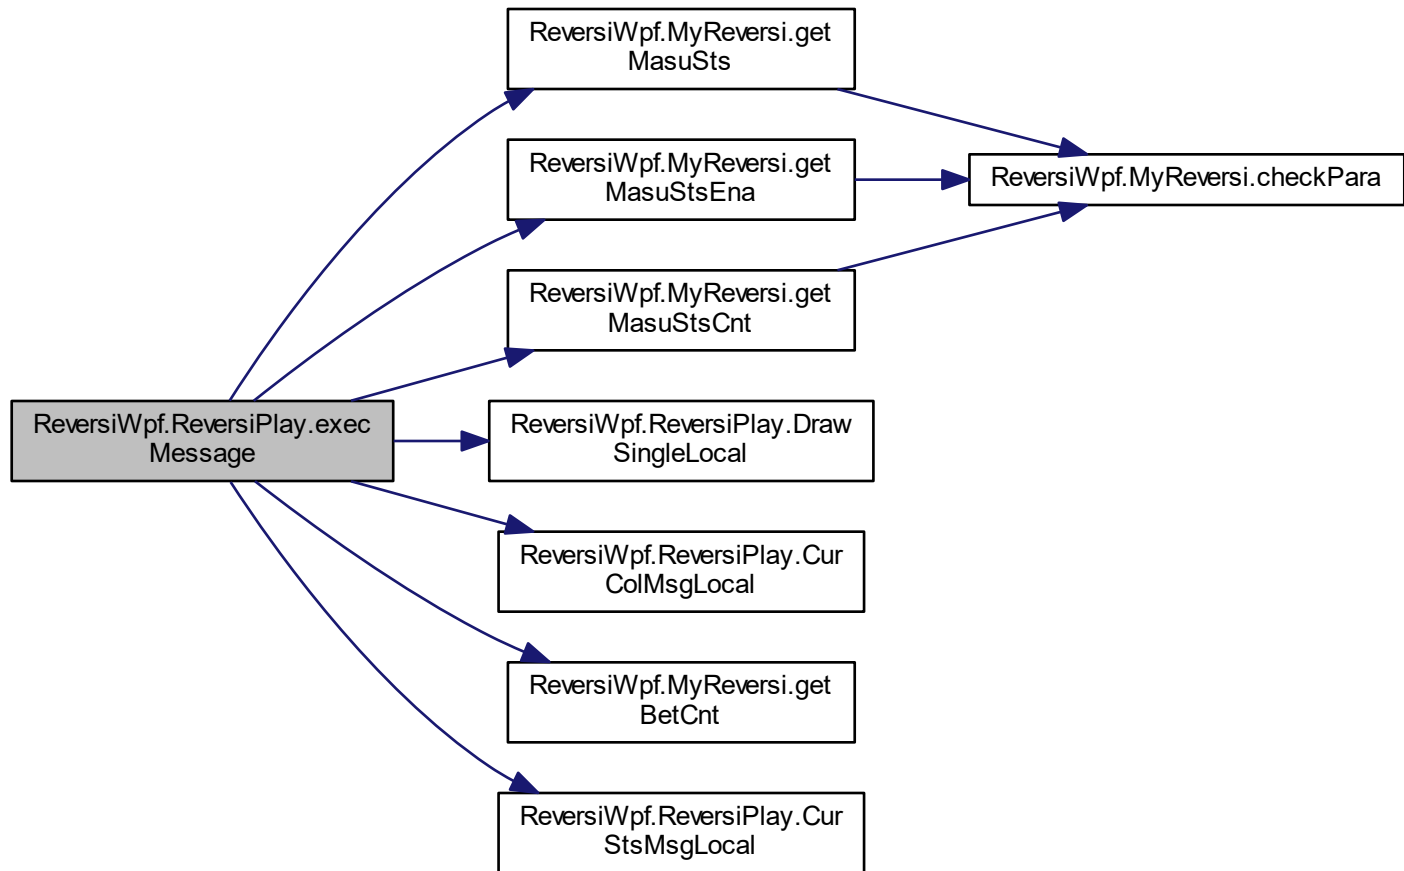 ReversiWpf.MyReversi.get
MasuSts
ReversiWpf.MyReversi.get
MasuStsEna
ReversiWpf.MyReversi.checkPara
ReversiWpf.MyReversi.get
MasuStsCnt
ReversiWpf.ReversiPlay.exec
Message
ReversiWpf.ReversiPlay.Draw
SingleLocal
ReversiWpf.ReversiPlay.Cur
ColMsgLocal
ReversiWpf.MyReversi.get
BetCnt
ReversiWpf.ReversiPlay.Cur
StsMsgLocal